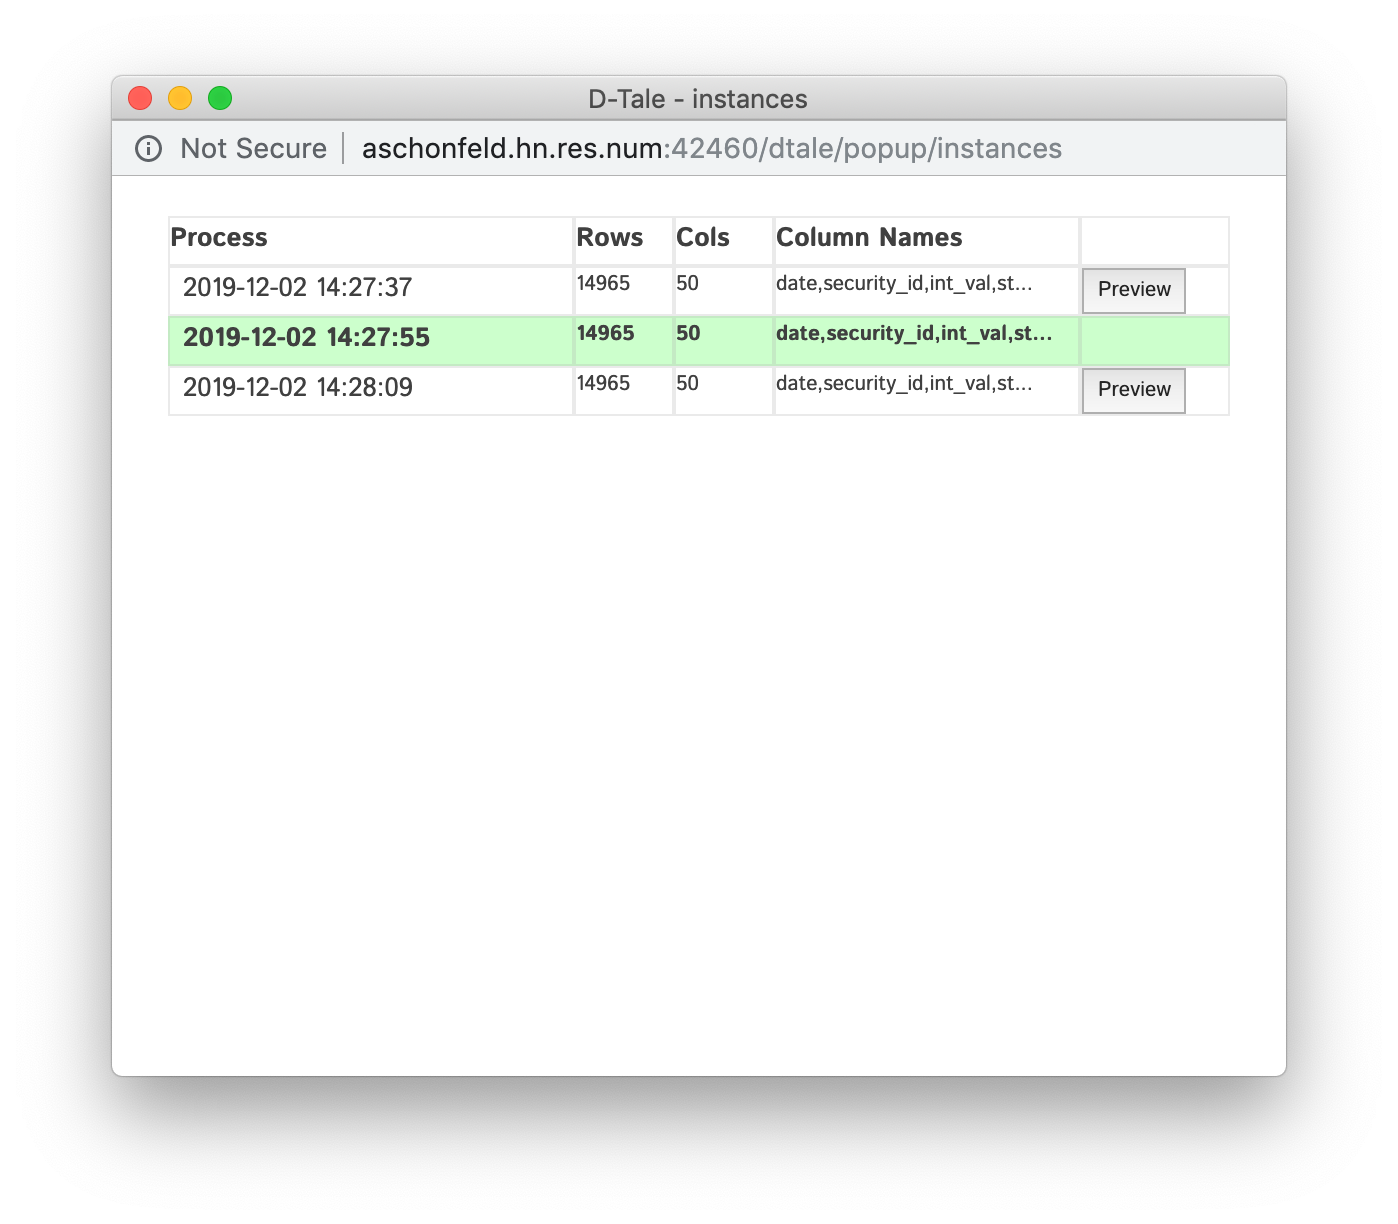 D-Tale - instances
Not Secure | aschonfeld.hn.res.num:42460/dtale/popup/instances
Process Rows Cols Column Names
2019-12-02 14:27:37 14965 50 date,security_id,int_val,st... Preview
2019-12-02 14:27:55 14965 50 date,security_id,int_val,st...
2019-12-02 14:28:09 14965 50 date,security_id,int_val,st... Preview